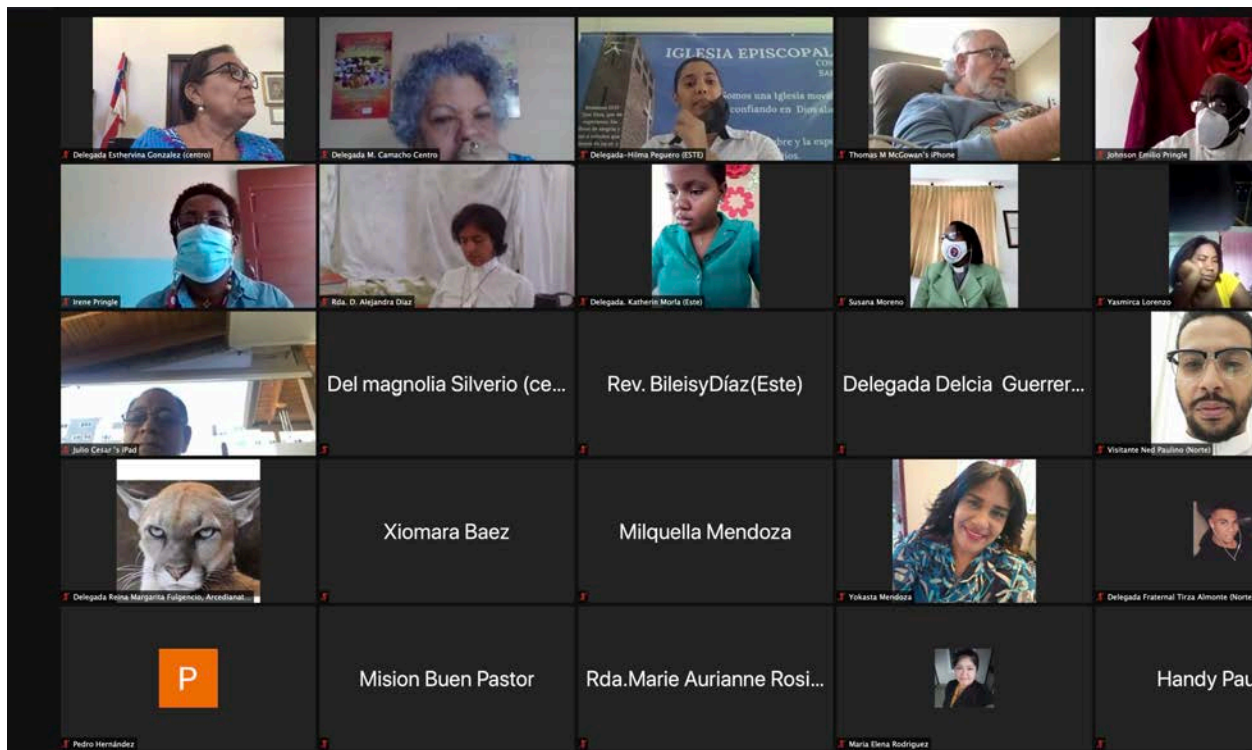 IGLESIA EPISCOPAL
Somos una Iglesia
confiando en Dios
Delegada Esthervina Gonzalez (centro)
Delegada M. Camacho Centro
Delegada-Hilma Peguero (ESTE)
Thomas M McGowan's iPhone
Johnson Emilio Pringle
Irene Pringle
Rda. D. Alejandra Diaz
Delegada. Katherin Morla (Este)
Susana Moreno
Yasmirca Lorenzo
Julio Cesar 's iPad
Del magnolia Silverio (ce...
Rev. BileisyDíaz(Este)
Delegada Delcia Guerrer...
Visitante Ned Paulino (Norte)
Delegada Reina Margarita Fulgencio, Arcedianat...
Xiomara Baez
Milquella Mendoza
Yokasta Mendoza
Delegada Fraternal Tirza Almonte (Norte
P
Pedro Hernández
Mision Buen Pastor
Rda.Marie Aurianne Rosi...
Maria Elena Rodriguez
Handy Pau